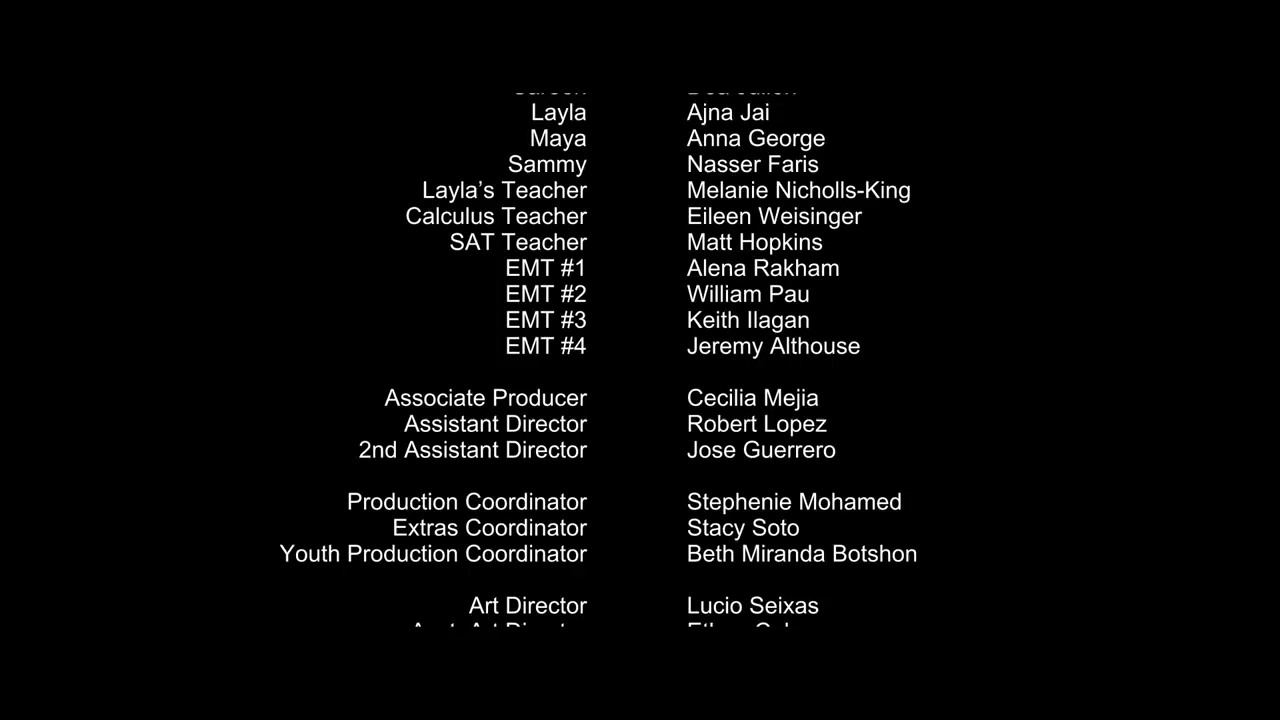 Layla Ajna Jai
Maya Anna George
Sammy Nasser Faris
Layla’s Teacher Melanie Nicholls-King
Calculus Teacher Eileen Weisinger
SAT Teacher Matt Hopkins
EMT #1 Alena Rakham
EMT #2 William Pau
EMT #3 Keith Ilagan
EMT #4 Jeremy Althouse
Associate Producer Cecilia Mejia
Assistant Director Robert Lopez
2nd Assistant Director Jose Guerrero
Production Coordinator Stephenie Mohamed
Extras Coordinator Stacy Soto
Youth Production Coordinator Beth Miranda Botshon
Art Director Lucio Seixas